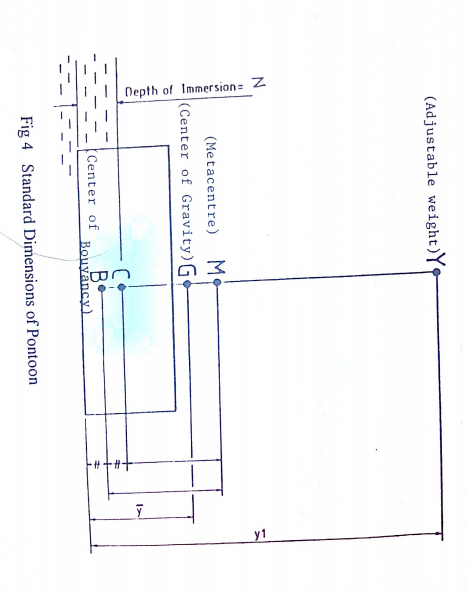 (Adjustable weight)
Y
Depth of Immersion= Z
(Metacentre)
M
(Center of Gravity)
G
C
B
(Center of Bouyancy)
#
#
y̅
y1
Fig 4 Standard Dimensions of Pontoon